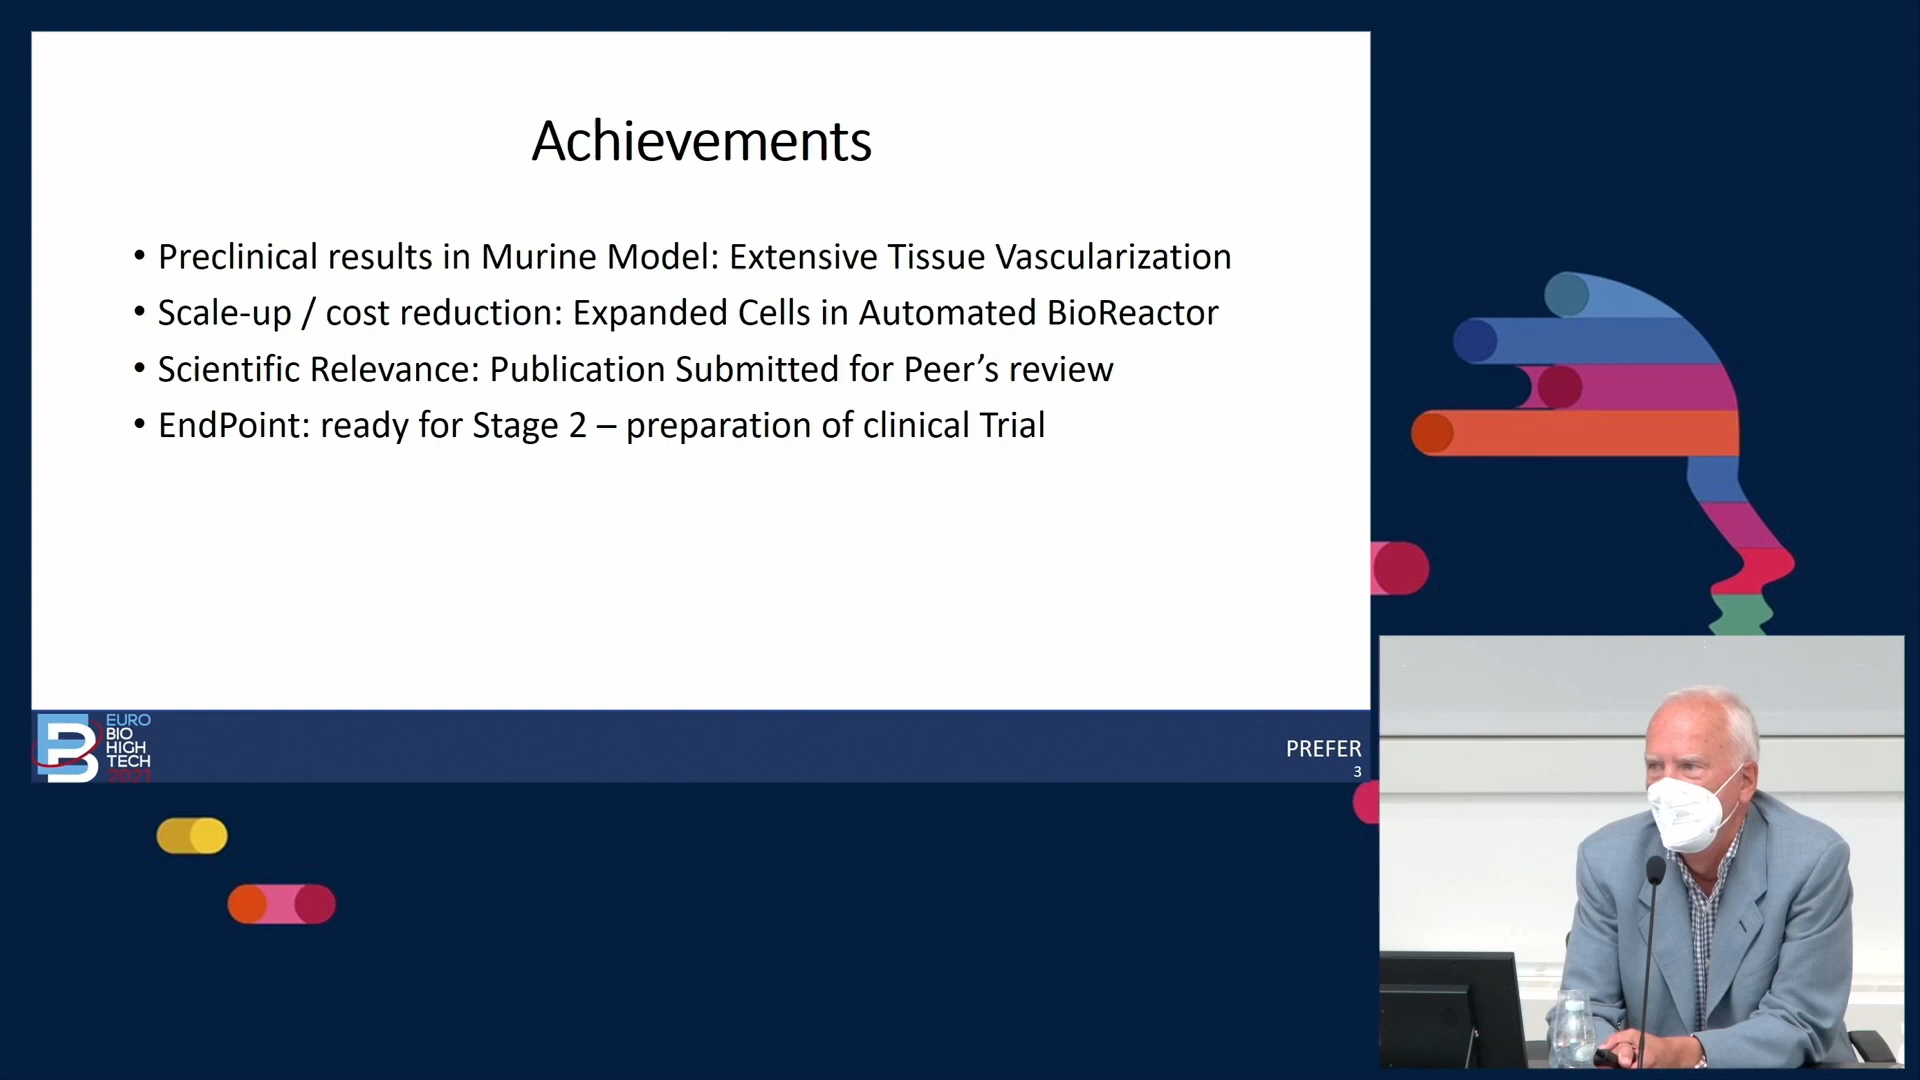 Achievements
• Preclinical results in Murine Model: Extensive Tissue Vascularization
• Scale-up / cost reduction: Expanded Cells in Automated BioReactor
• Scientific Relevance: Publication Submitted for Peer’s review
• EndPoint: ready for Stage 2 – preparation of clinical Trial
EURO
BIO
HIGH
TECH
2021
PREFER
3